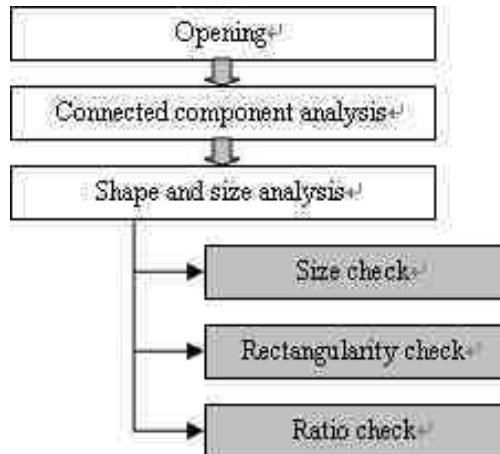 Opening↵
Connected component analysis↵
Shape and size analysis↵
Size check↵
Rectangularity check↵
Ratio check↵